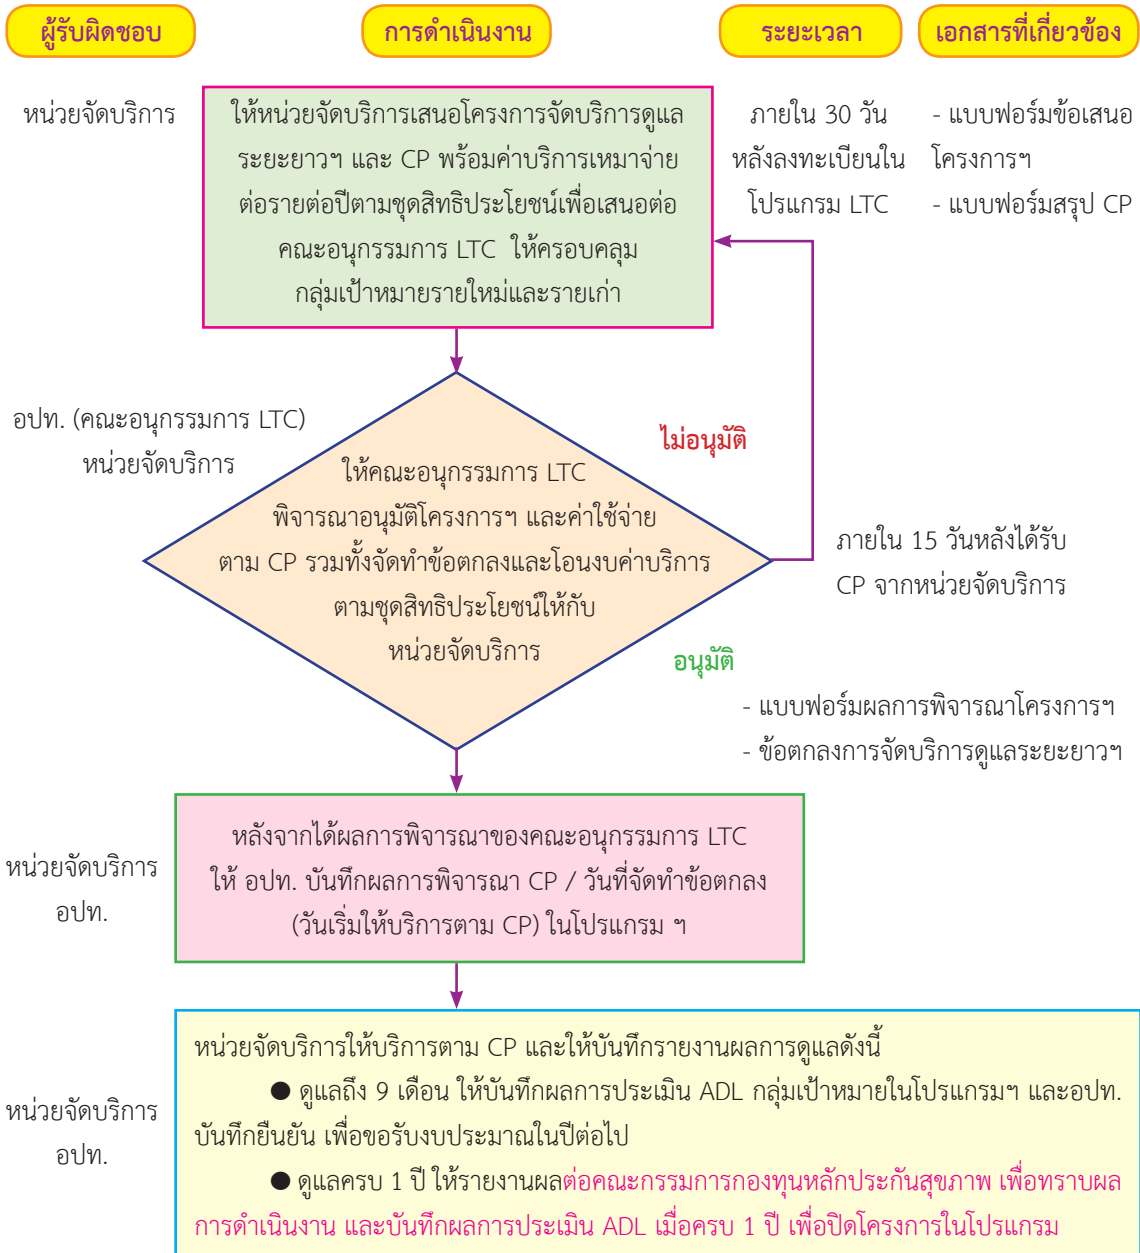 ผู้รับผิดชอบ
การดำเนินงาน
ระยะเวลา
เอกสารที่เกี่ยวข้อง
หน่วยจัดบริการ
ให้หน่วยจัดบริการเสนอโครงการจัดบริการดูแล
ระยะยาวฯ และ CP พร้อมค่าบริการเหมาจ่าย
ต่อรายต่อปีตามชุดสิทธิประโยชน์เพื่อเสนอต่อ
คณะอนุกรรมการ LTC ให้ครอบคลุม
กลุ่มเป้าหมายรายใหม่และรายเก่า
ภายใน 30 วัน
หลังลงทะเบียนใน
โปรแกรม LTC
- แบบฟอร์มข้อเสนอ
โครงการฯ
- แบบฟอร์มสรุป CP
อปท. (คณะอนุกรรมการ LTC)
หน่วยจัดบริการ
ให้คณะอนุกรรมการ LTC
พิจารณาอนุมัติโครงการฯ และค่าใช้จ่าย
ตาม CP รวมทั้งจัดทำข้อตกลงและโอนงบค่าบริการ
ตามชุดสิทธิประโยชน์ให้กับ
หน่วยจัดบริการ
ไม่อนุมัติ
ภายใน 15 วันหลังได้รับ
CP จากหน่วยจัดบริการ
อนุมัติ
- แบบฟอร์มผลการพิจารณาโครงการฯ
- ข้อตกลงการจัดบริการดูแลระยะยาวฯ
หน่วยจัดบริการ
อปท.
หลังจากได้ผลการพิจารณาของคณะอนุกรรมการ LTC
ให้ อปท. บันทึกผลการพิจารณา CP / วันที่จัดทำข้อตกลง
(วันเริ่มให้บริการตาม CP) ในโปรแกรม ฯ
หน่วยจัดบริการ
อปท.
หน่วยจัดบริการให้บริการตาม CP และให้บันทึกรายงานผลการดูแลดังนี้
● ดูแลถึง 9 เดือน ให้บันทึกผลการประเมิน ADL กลุ่มเป้าหมายในโปรแกรมฯ และอปท.
บันทึกยืนยัน เพื่อขอรับงบประมาณในปีต่อไป
● ดูแลครบ 1 ปี ให้รายงานผลต่อคณะกรรมการกองทุนหลักประกันสุขภาพ เพื่อทราบผล
การดำเนินงาน และบันทึกผลการประเมิน ADL เมื่อครบ 1 ปี เพื่อปิดโครงการในโปรแกรม